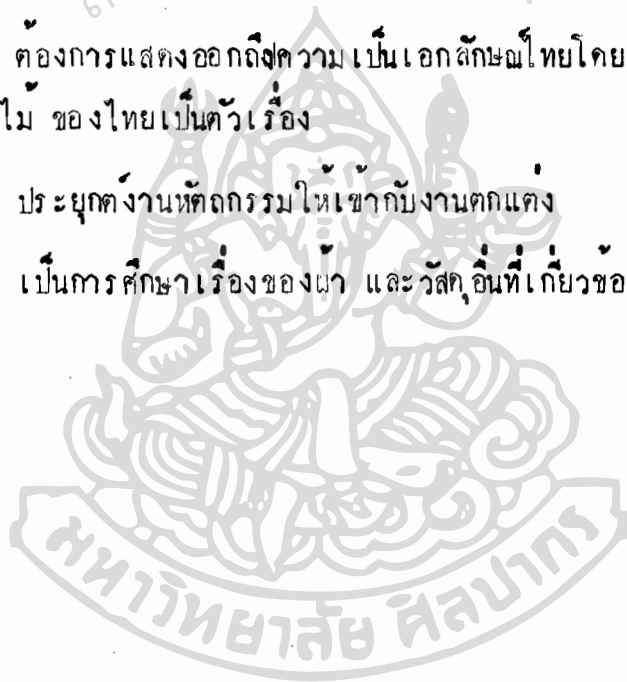 ต้องการแสดงออกถึงความเป็นเอกลักษณ์ไทยโดย
ไม้ ของไทยเป็นตัวเรื่อง
ประยุกต์งานหัตถกรรมให้เข้ากับงานตกแต่ง
เป็นการศึกษาเรื่องของผ้า และวัสดุอื่นที่เกี่ยวข้อ
มหาวิทยาลัย ศิลปากร